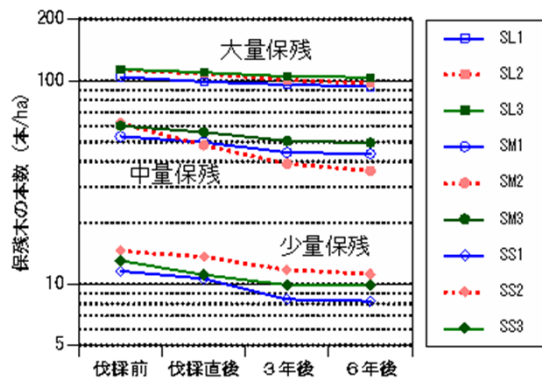 保残木の本数 (本/ha)
200
100
10
5
大量保残
中量保残
少量保残
伐採前 伐採直後 3年後 6年後
SL1
SL2
SL3
SM1
SM2
SM3
SS1
SS2
SS3